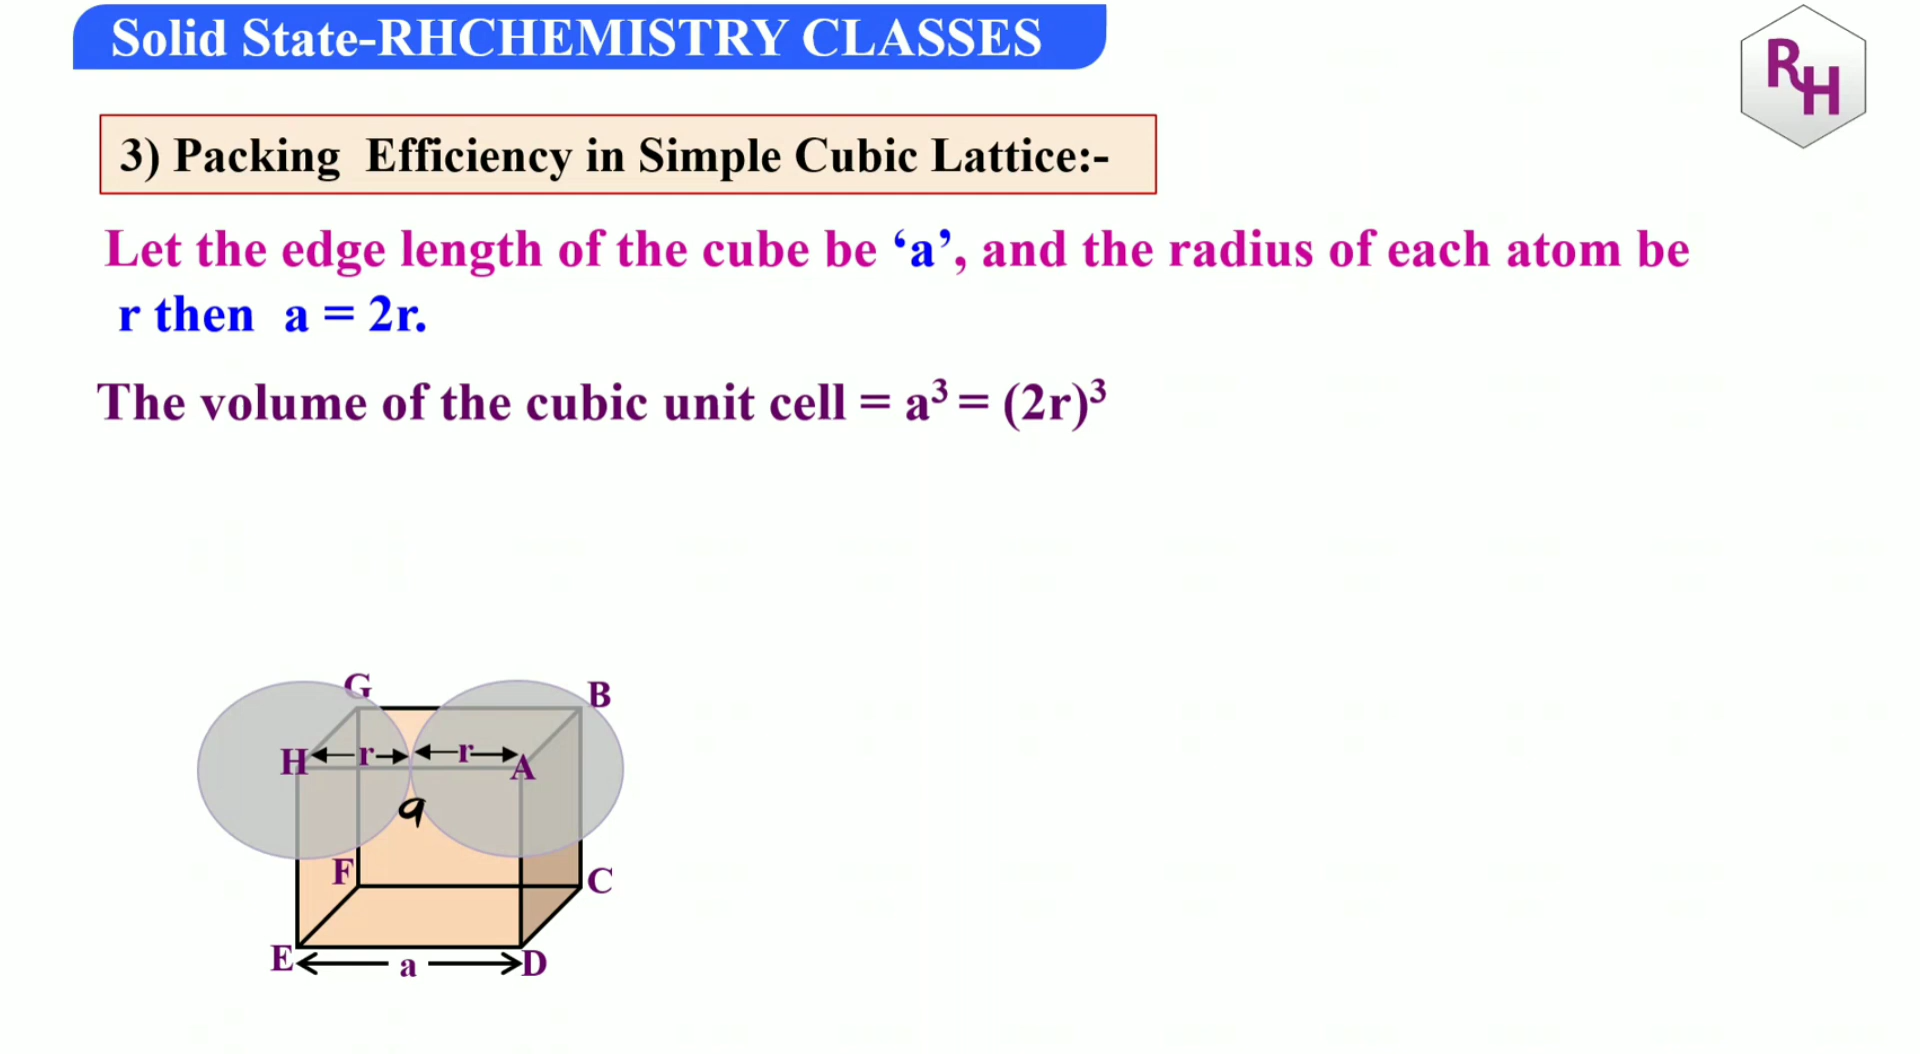 Solid State-RHCHEMISTRY CLASSES
RH
3) Packing Efficiency in Simple Cubic Lattice:-
Let the edge length of the cube be ‘a’, and the radius of each atom be
r then a = 2r.
The volume of the cubic unit cell = a³ = (2r)³
G
B
H r r A
a
F
C
E a D